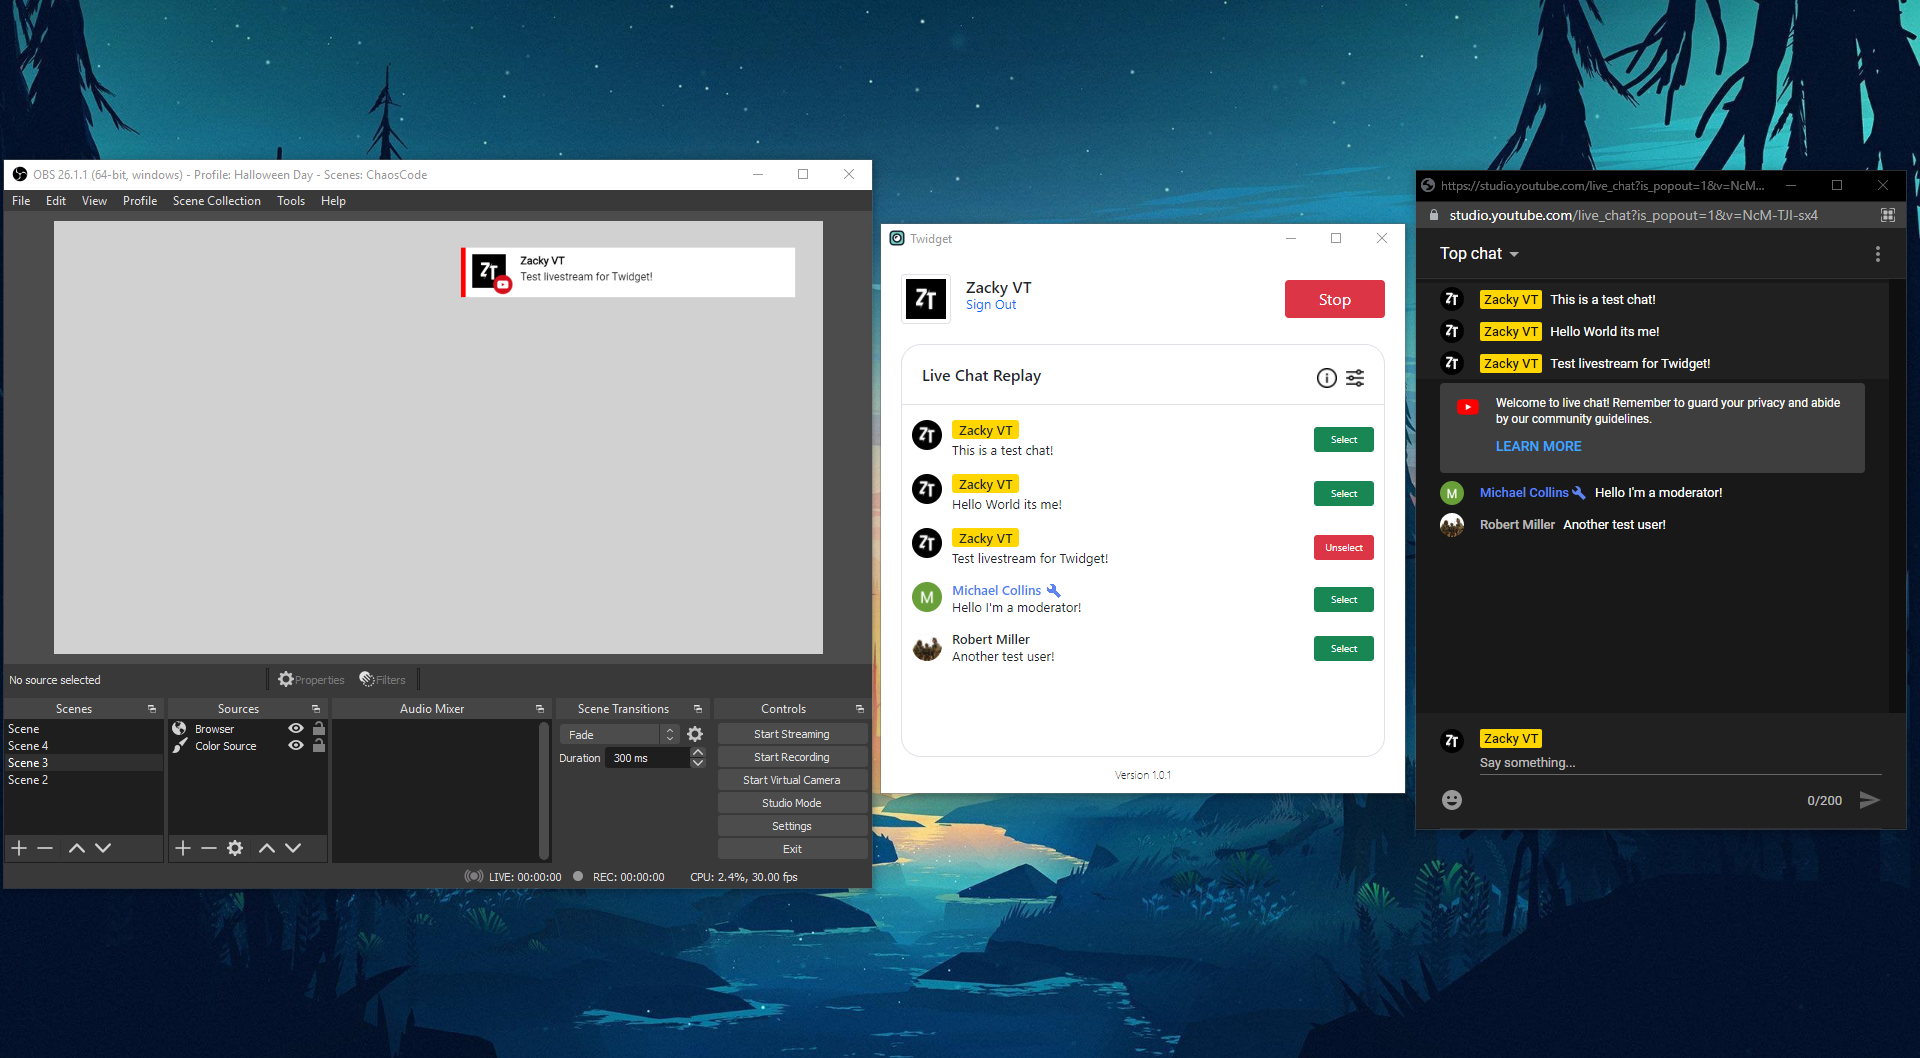 OBS 26.1.1 (64-bit, windows) - Profile: Halloween Day - Scenes: ChaosCode
File Edit View Profile Scene Collection Tools Help
ZT
Zacky VT
Test livestream for Twidget!
No source selected
Properties Filters
Scenes
Scene
Scene 4
Scene 3
Scene 2
Sources
Browser
Color Source
Audio Mixer
Scene Transitions
Fade
Duration 300 ms
Controls
Start Streaming
Start Recording
Start Virtual Camera
Studio Mode
Settings
Exit
LIVE: 00:00:00 REC: 00:00:00 CPU: 2.4%, 30.00 fps
Twidget
ZT
Zacky VT
Sign Out
Stop
Live Chat Replay
ZT
Zacky VT
This is a test chat!
Select
ZT
Zacky VT
Hello World its me!
Select
ZT
Zacky VT
Test livestream for Twidget!
Unselect
M
Michael Collins
Hello I'm a moderator!
Select
Robert Miller
Another test user!
Select
Version 1.0.1
https://studio.youtube.com/live_chat?is_popout=1&v=NcM...
studio.youtube.com/live_chat?is_popout=1&v=NcM-TJI-sx4
Top chat
ZT Zacky VT This is a test chat!
ZT Zacky VT Hello World its me!
ZT Zacky VT Test livestream for Twidget!
Welcome to live chat! Remember to guard your privacy and abide
by our community guidelines.
LEARN MORE
M Michael Collins Hello I'm a moderator!
Robert Miller Another test user!
ZT Zacky VT
Say something...
0/200